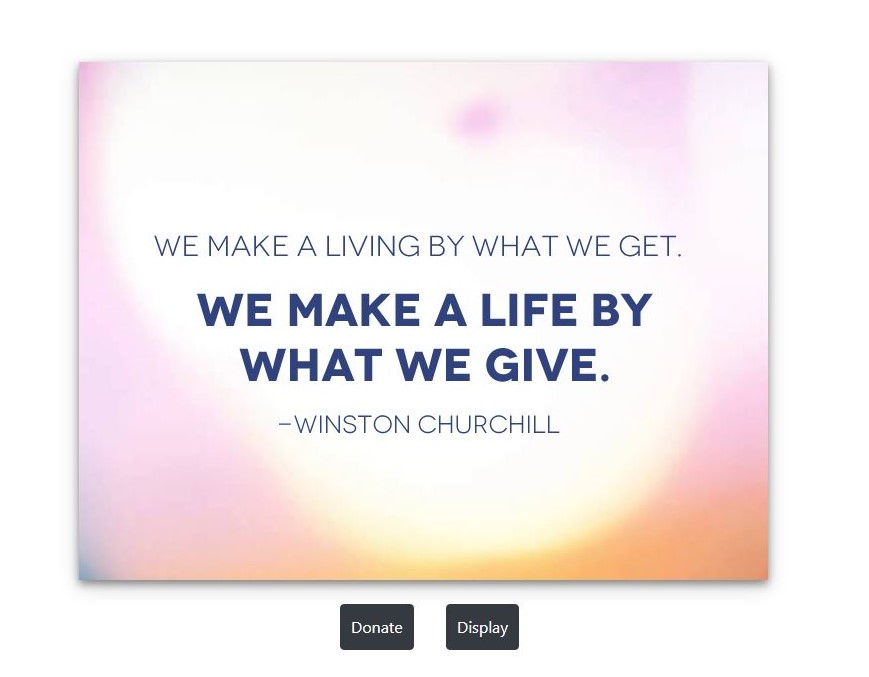 WE MAKE A LIVING BY WHAT WE GET.
WE MAKE A LIFE BY
WHAT WE GIVE.
–WINSTON CHURCHILL
Donate
Display